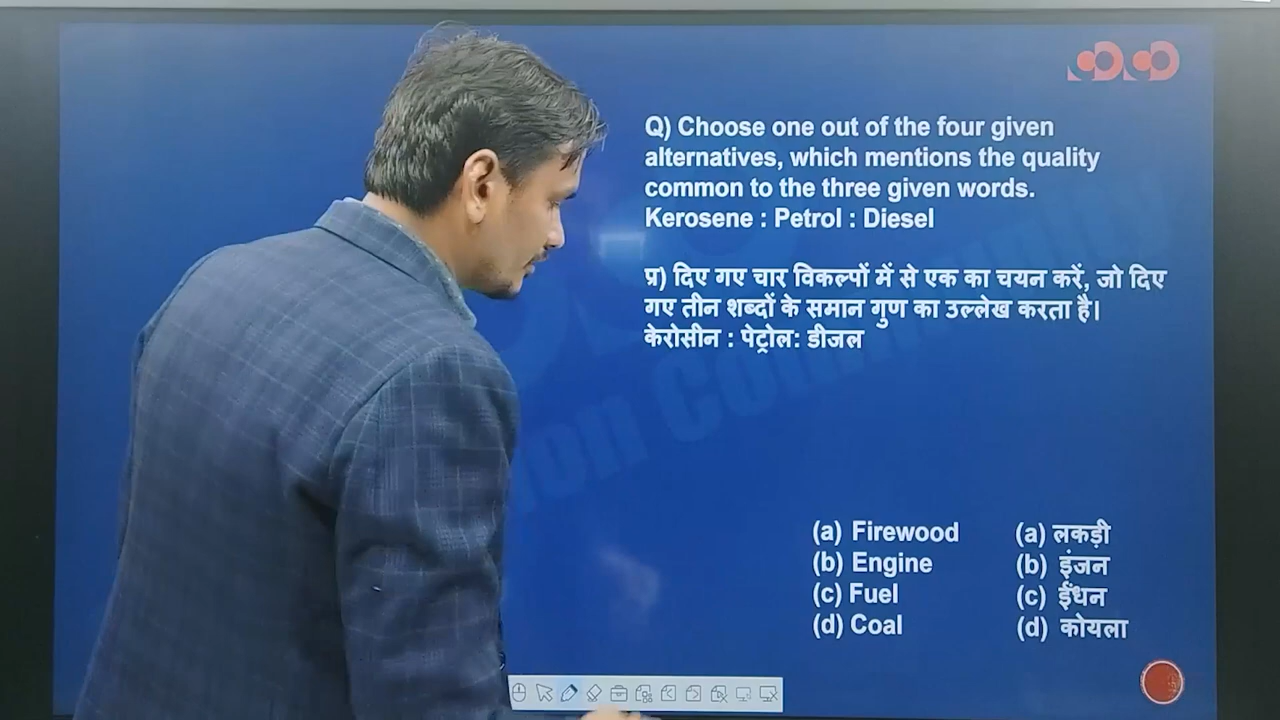 Q) Choose one out of the four given
alternatives, which mentions the quality
common to the three given words.
Kerosene : Petrol : Diesel
प्र) दिए गए चार विकल्पों में से एक का चयन करें, जो दिए
गए तीन शब्दों के समान गुण का उल्लेख करता है।
केरोसीन : पेट्रोल: डीजल
(a) Firewood (a) लकड़ी
(b) Engine (b) इंजन
(c) Fuel (c) ईंधन
(d) Coal (d) कोयला